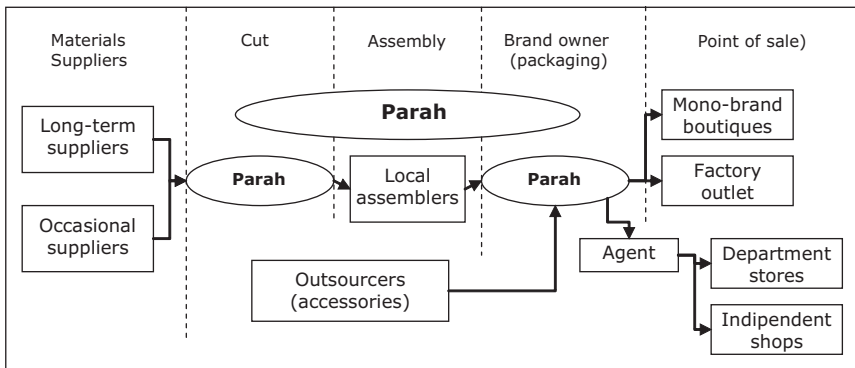 Materials
Suppliers
Cut
Assembly
Brand owner
(packaging)
Point of sale)
Parah
Long-term
suppliers
Occasional
suppliers
Parah
Local
assemblers
Parah
Mono-brand
boutiques
Factory
outlet
Outsourcers
(accessories)
Agent
Department
stores
Indipendent
shops